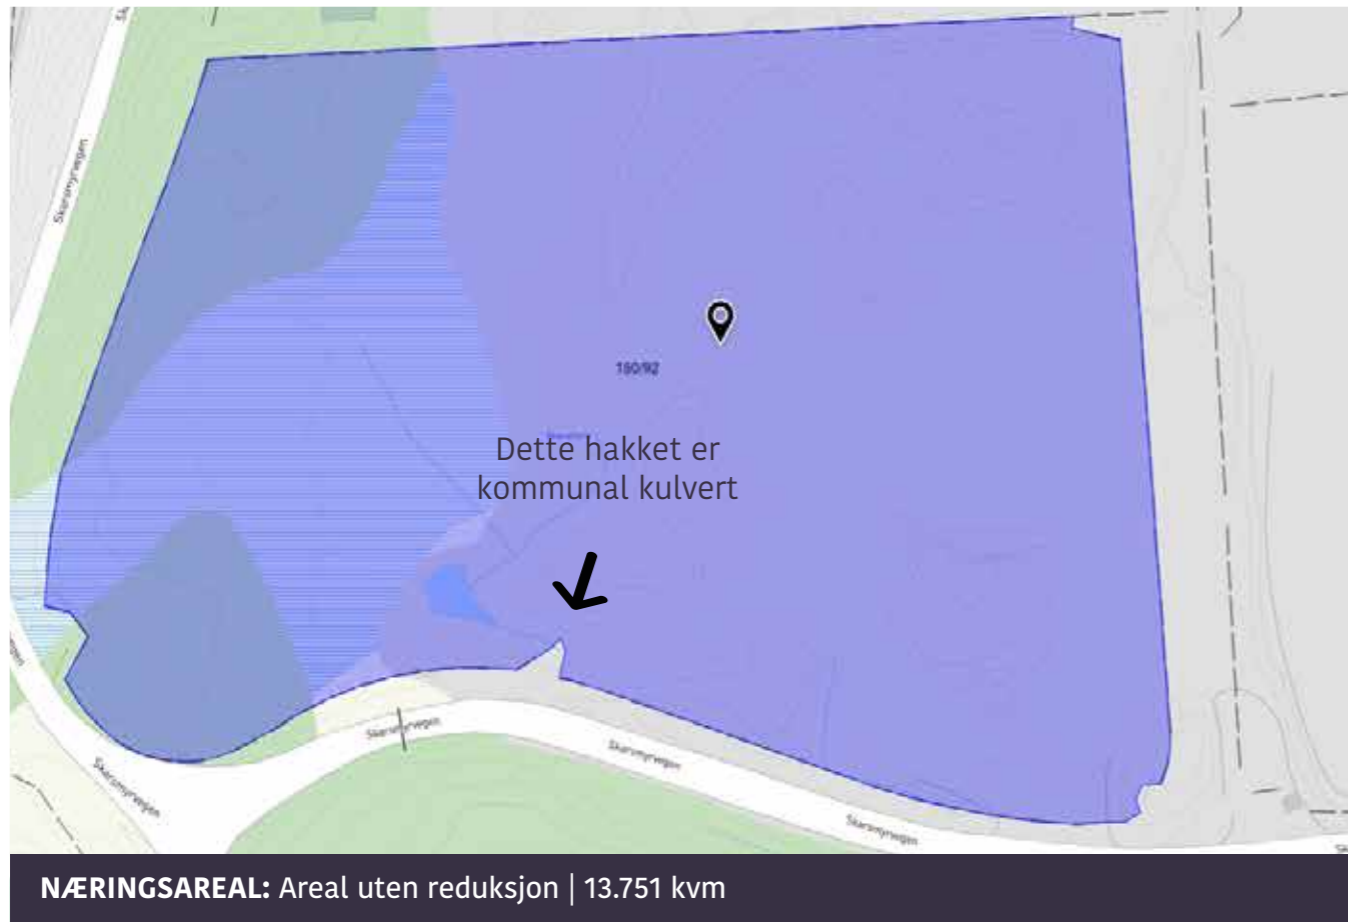 Sk
Skarsmyrvegen
180/92
Dette hakket er
kommunal kulvert
Skarsmyrvegen
Skarsmyrvegen
Skarsmyrvegen
Skarsmyrvegen
NÆRINGSAREAL: Areal uten reduksjon | 13.751 kvm